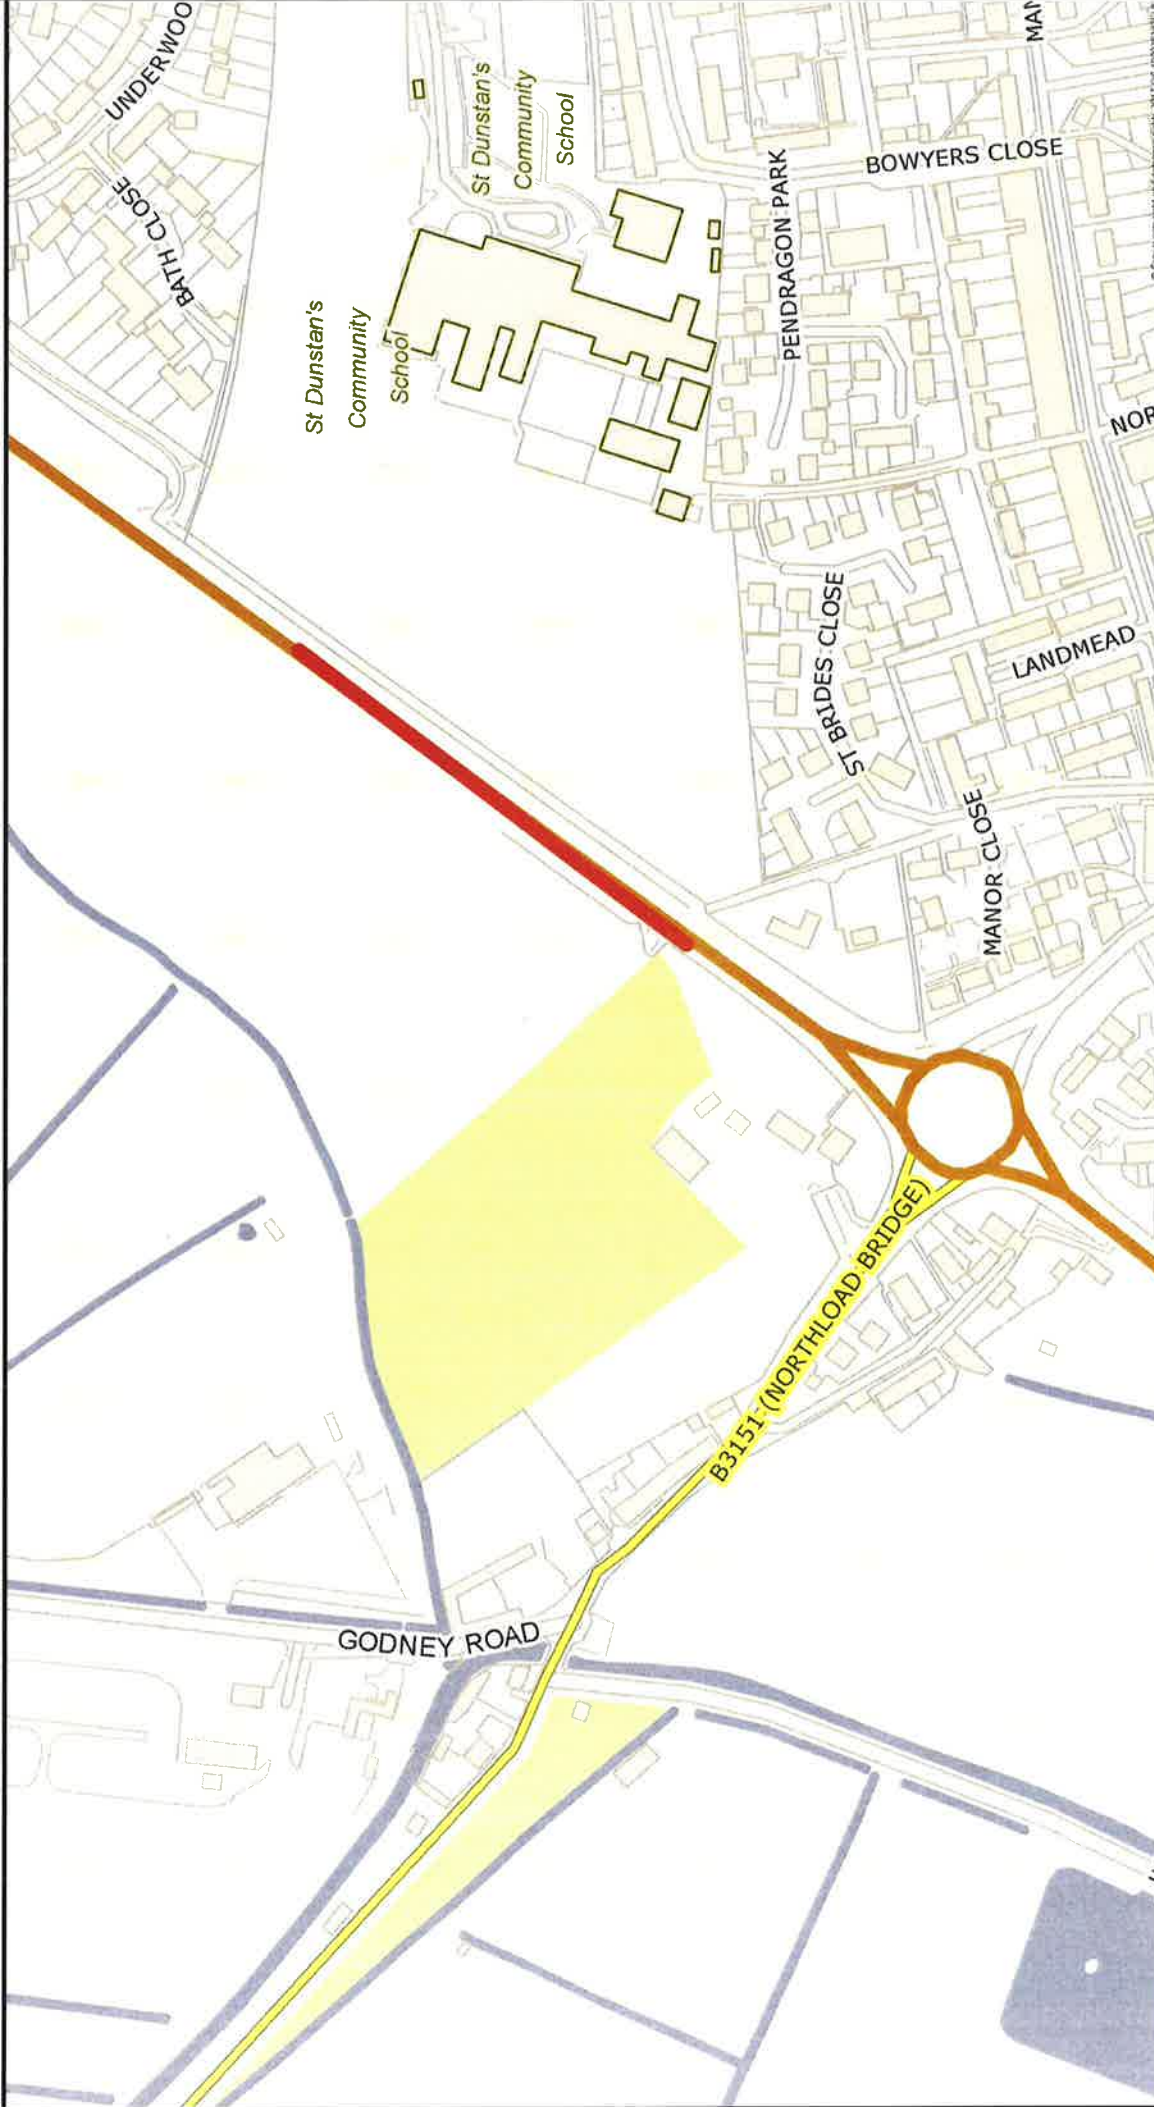 UNDERWOO
BATH CLOSE
St Dunstan's
Community
School
St Dunstan's
Community
School
MAN
BOWYERS CLOSE
PENDRAGON PARK
NOR
ST BRIDES CLOSE
LANDMEAD
MANOR CLOSE
B3151 (NORTHLOAD BRIDGE)
GODNEY ROAD